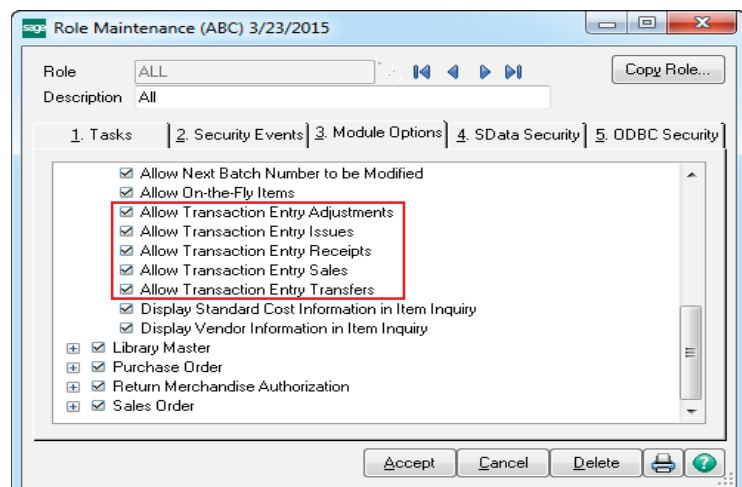 sage Role Maintenance (ABC) 3/23/2015
Role ALL Copy Role...
Description All
1. Tasks 2. Security Events 3. Module Options 4. SData Security 5. ODBC Security
Allow Next Batch Number to be Modified
Allow On-the-Fly Items
Allow Transaction Entry Adjustments
Allow Transaction Entry Issues
Allow Transaction Entry Receipts
Allow Transaction Entry Sales
Allow Transaction Entry Transfers
Display Standard Cost Information in Item Inquiry
Display Vendor Information in Item Inquiry
Library Master
Purchase Order
Return Merchandise Authorization
Sales Order
Accept Cancel Delete